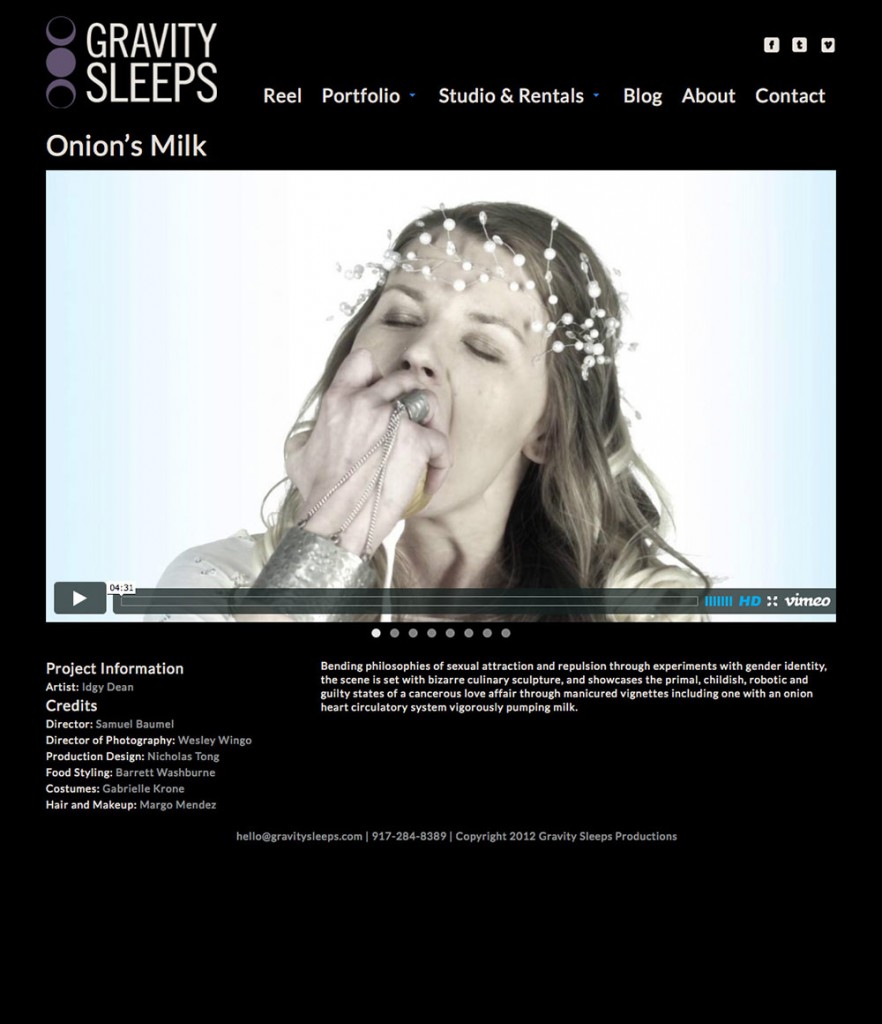 GRAVITY
SLEEPS
Reel Portfolio Studio & Rentals Blog About Contact
Onion’s Milk
04:31
HD vimeo
Project Information
Artist: Idgy Dean
Credits
Director: Samuel Baumel
Director of Photography: Wesley Wingo
Production Design: Nicholas Tong
Food Styling: Barrett Washburne
Costumes: Gabrielle Krone
Hair and Makeup: Margo Mendez
Bending philosophies of sexual attraction and repulsion through experiments with gender identity,
the scene is set with bizarre culinary sculpture, and showcases the primal, childish, robotic and
guilty states of a cancerous love affair through manicured vignettes including one with an onion
heart circulatory system vigorously pumping milk.
hello@gravitysleeps.com | 917-284-8389 | Copyright 2012 Gravity Sleeps Productions